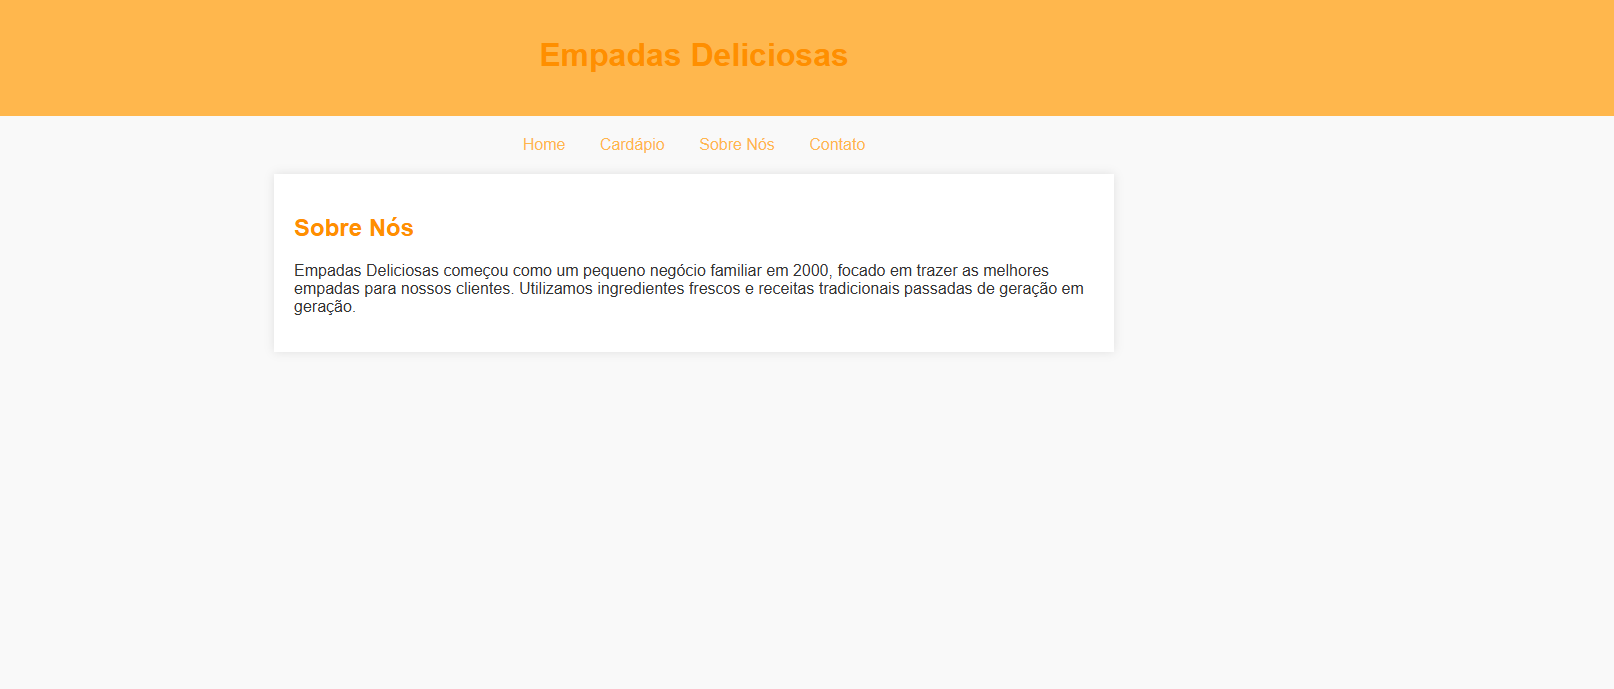 Empadas Deliciosas
Home Cardápio Sobre Nós Contato
Sobre Nós
Empadas Deliciosas começou como um pequeno negócio familiar em 2000, focado em trazer as melhores
empadas para nossos clientes. Utilizamos ingredientes frescos e receitas tradicionais passadas de geração em
geração.